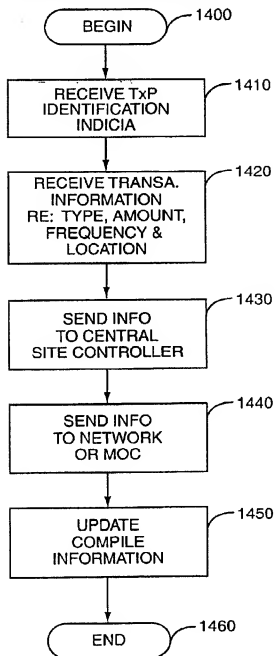 BEGIN
1400
RECEIVE TxP
IDENTIFICATION
INDICIA
1410
RECEIVE TRANSA.
INFORMATION
RE: TYPE, AMOUNT,
FREQUENCY &
LOCATION
1420
SEND INFO
TO CENTRAL
SITE CONTROLLER
1430
SEND INFO
TO NETWORK
OR MOC
1440
UPDATE
COMPILE
INFORMATION
1450
END
1460